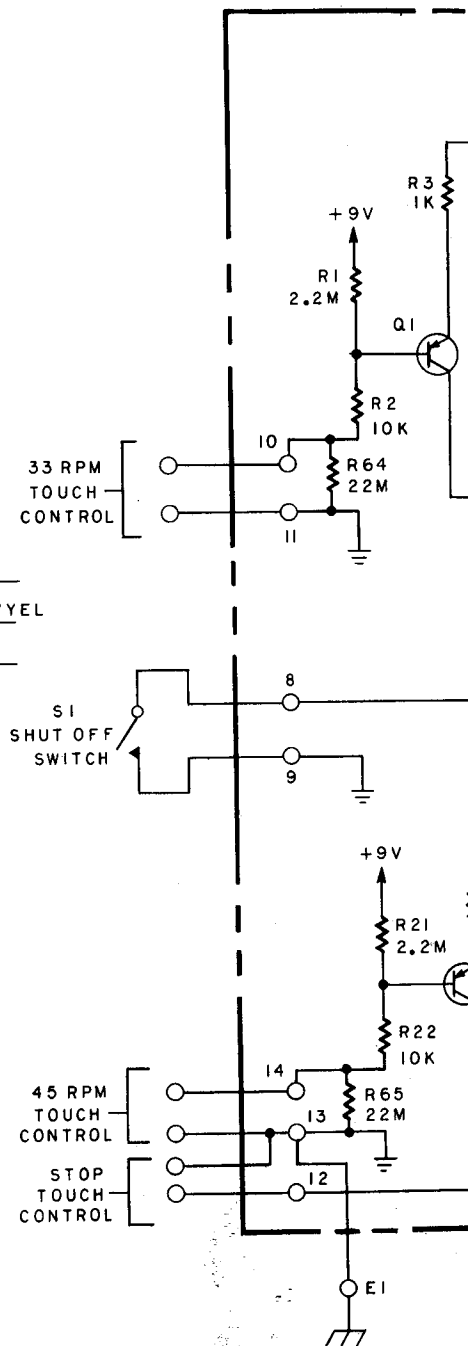 R3
1K
+9V
R1
2.2M
Q1
R2
10K
10
R64
22M
33 RPM
TOUCH
CONTROL
11
YEL
8
S1
SHUT OFF
SWITCH
9
+9V
R21
2.2M
R22
10K
14
R65
22M
45 RPM
TOUCH
CONTROL
13
STOP
TOUCH
CONTROL
12
E1